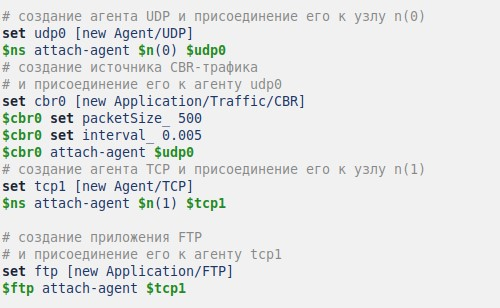 # создание агента UDP и присоединение его к узлу n(0)
set udp0 [new Agent/UDP]
$ns attach-agent $n(0) $udp0
# создание источника CBR-трафика
# и присоединение его к агенту udp0
set cbr0 [new Application/Traffic/CBR]
$cbr0 set packetSize_ 500
$cbr0 set interval_ 0.005
$cbr0 attach-agent $udp0
# создание агента TCP и присоединение его к узлу n(1)
set tcp1 [new Agent/TCP]
$ns attach-agent $n(1) $tcp1
# создание приложения FTP
# и присоединение его к агенту tcp1
set ftp [new Application/FTP]
$ftp attach-agent $tcp1